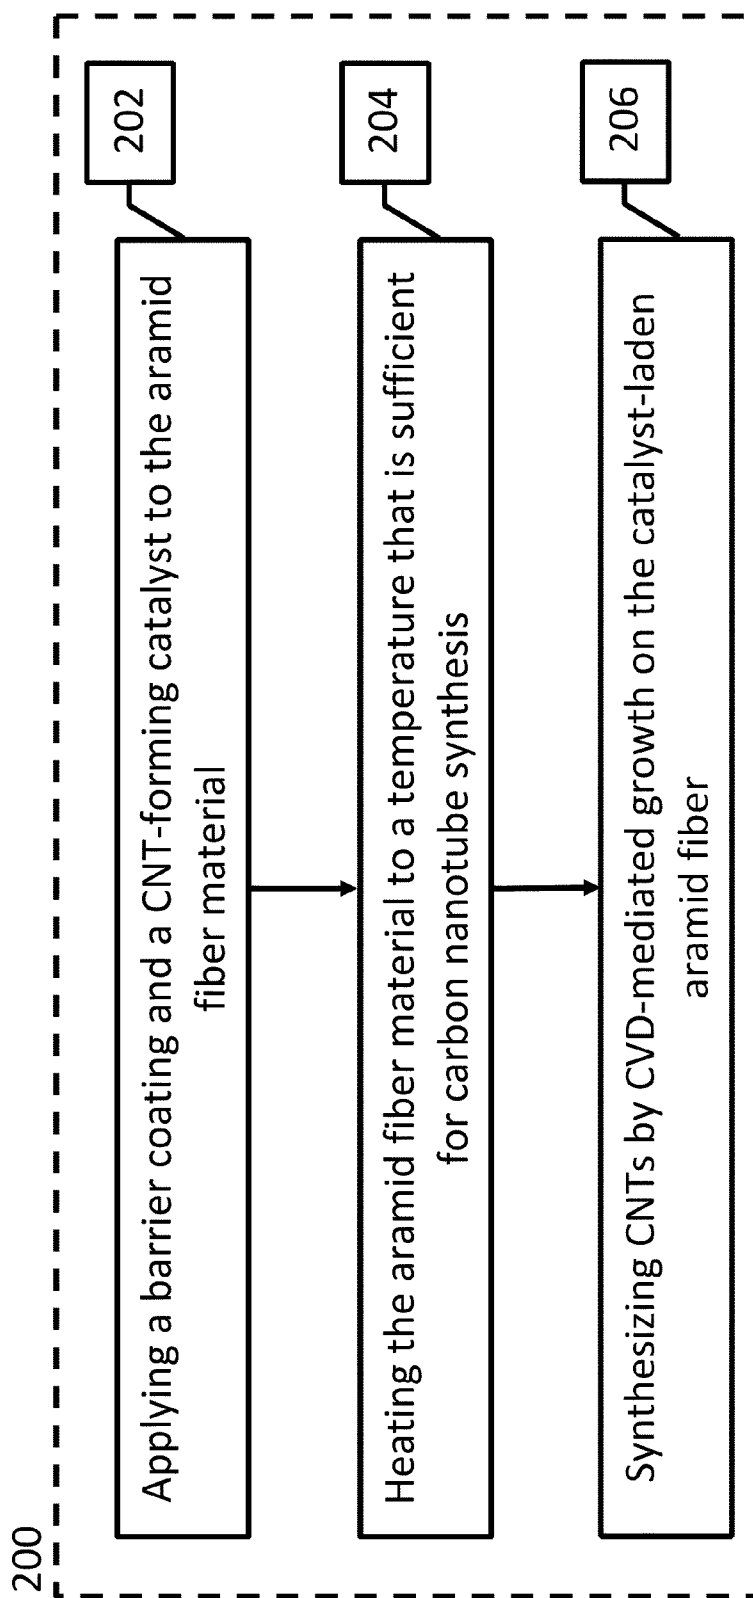 200
202
Applying a barrier coating and a CNT-forming catalyst to the aramid
fiber material
204
Heating the aramid fiber material to a temperature that is sufficient
for carbon nanotube synthesis
206
Synthesizing CNTs by CVD-mediated growth on the catalyst-laden
aramid fiber